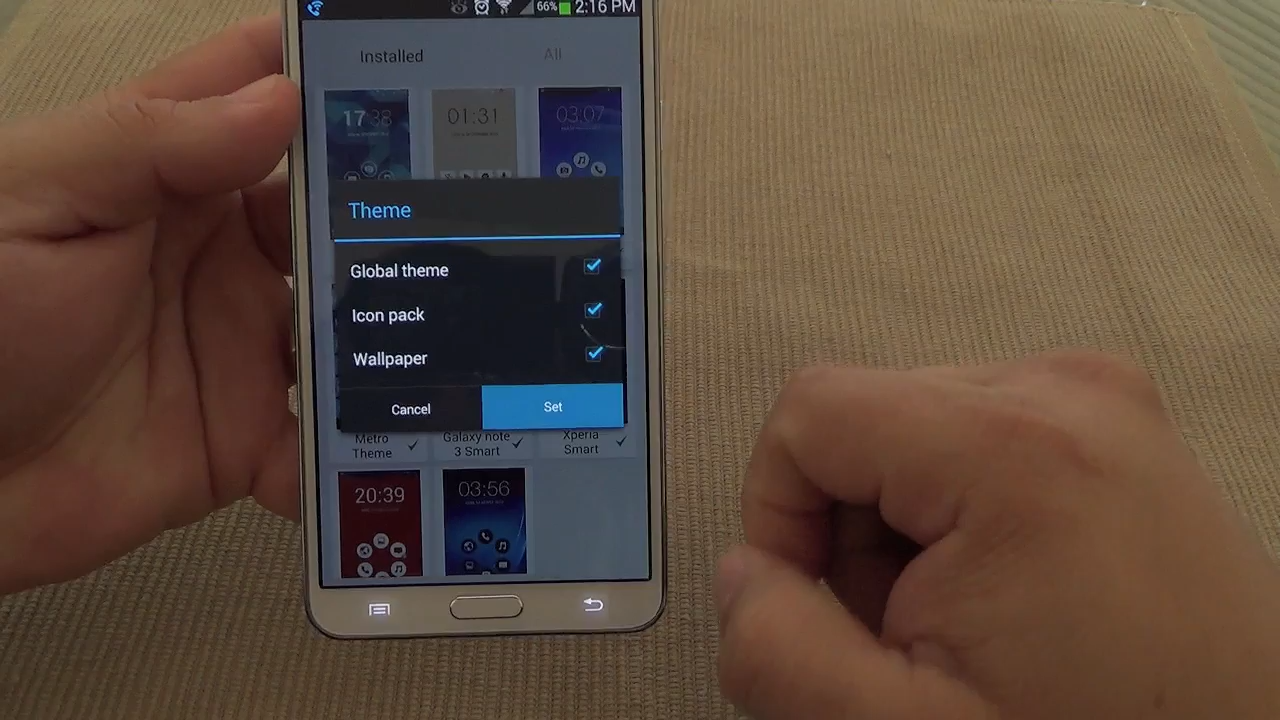 66% 2:16 PM
Installed All
17:38 01:31 03:07
Theme
Global theme
Icon pack
Wallpaper
Cancel Set
Metro Theme
Galaxy note 3 Smart
Xperia Smart
20:39 03:56